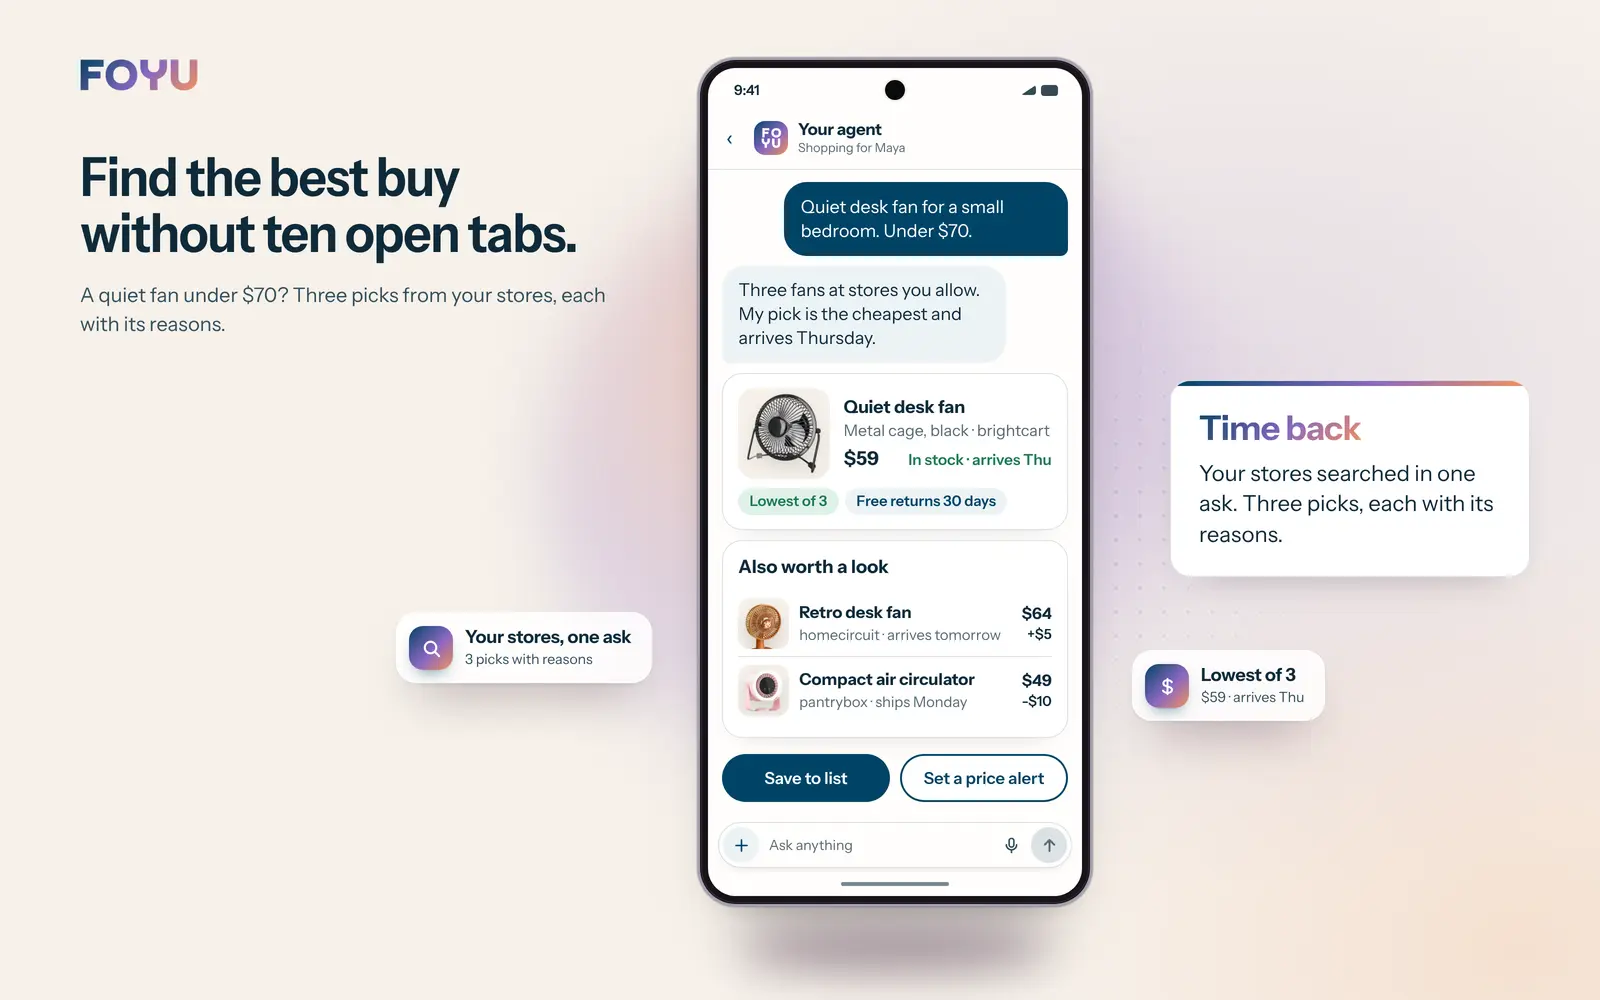 FOYU
Find the best buy
without ten open tabs.
A quiet fan under $70? Three picks from your stores, each
with its reasons.
9:41
FO
YU
Your agent
Shopping for Maya
Quiet desk fan for a small
bedroom. Under $70.
Three fans at stores you allow.
My pick is the cheapest and
arrives Thursday.
Quiet desk fan
Metal cage, black · brightcart
$59
In stock · arrives Thu
Lowest of 3
Free returns 30 days
Also worth a look
Retro desk fan
$64
homecircuit · arrives tomorrow
+$5
Compact air circulator
$49
pantrybox · ships Monday
-$10
Save to list
Set a price alert
Ask anything
Your stores, one ask
3 picks with reasons
Time back
Your stores searched in one
ask. Three picks, each with its
reasons.
$
Lowest of 3
$59 · arrives Thu